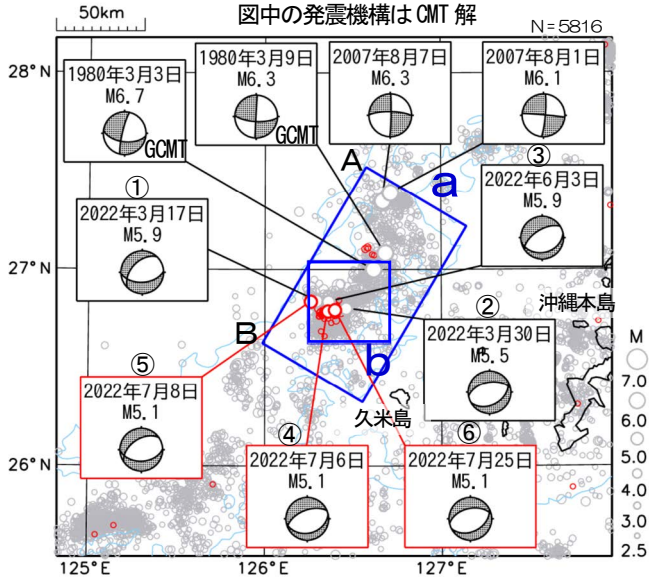 50km
図中の発震機構は CMT 解
N=5816
28°N
27°N
26°N
125°E
126°E
127°E
1980年3月3日
M6.7
GCMT
1980年3月9日
M6.3
GCMT
2007年8月7日
M6.3
2007年8月1日
M6.1
A
a
①
2022年3月17日
M5.9
③
2022年6月3日
M5.9
B
b
②
2022年3月30日
M5.5
沖縄本島
久米島
⑤
2022年7月8日
M5.1
④
2022年7月6日
M5.1
⑥
2022年7月25日
M5.1
M
7.0
6.0
5.0
4.0
3.0
2.5